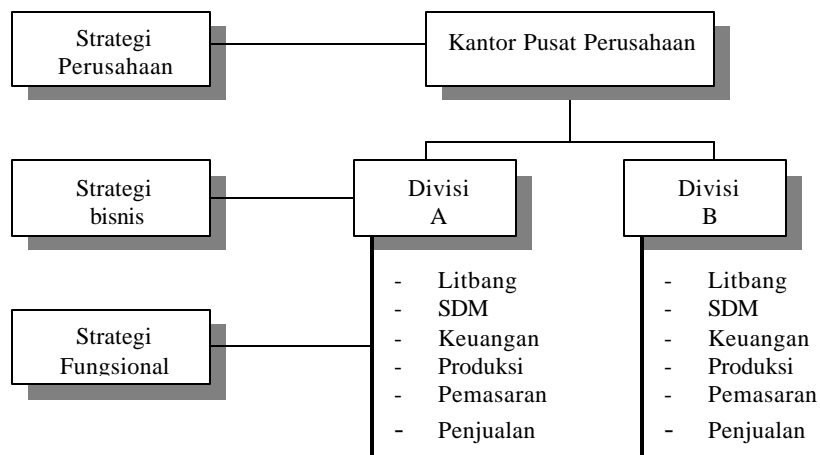 Strategi
Perusahaan
Kantor Pusat Perusahaan
Strategi
bisnis
Divisi
A
Divisi
B
Strategi
Fungsional
- Litbang
- SDM
- Keuangan
- Produksi
- Pemasaran
- Penjualan
- Litbang
- SDM
- Keuangan
- Produksi
- Pemasaran
- Penjualan